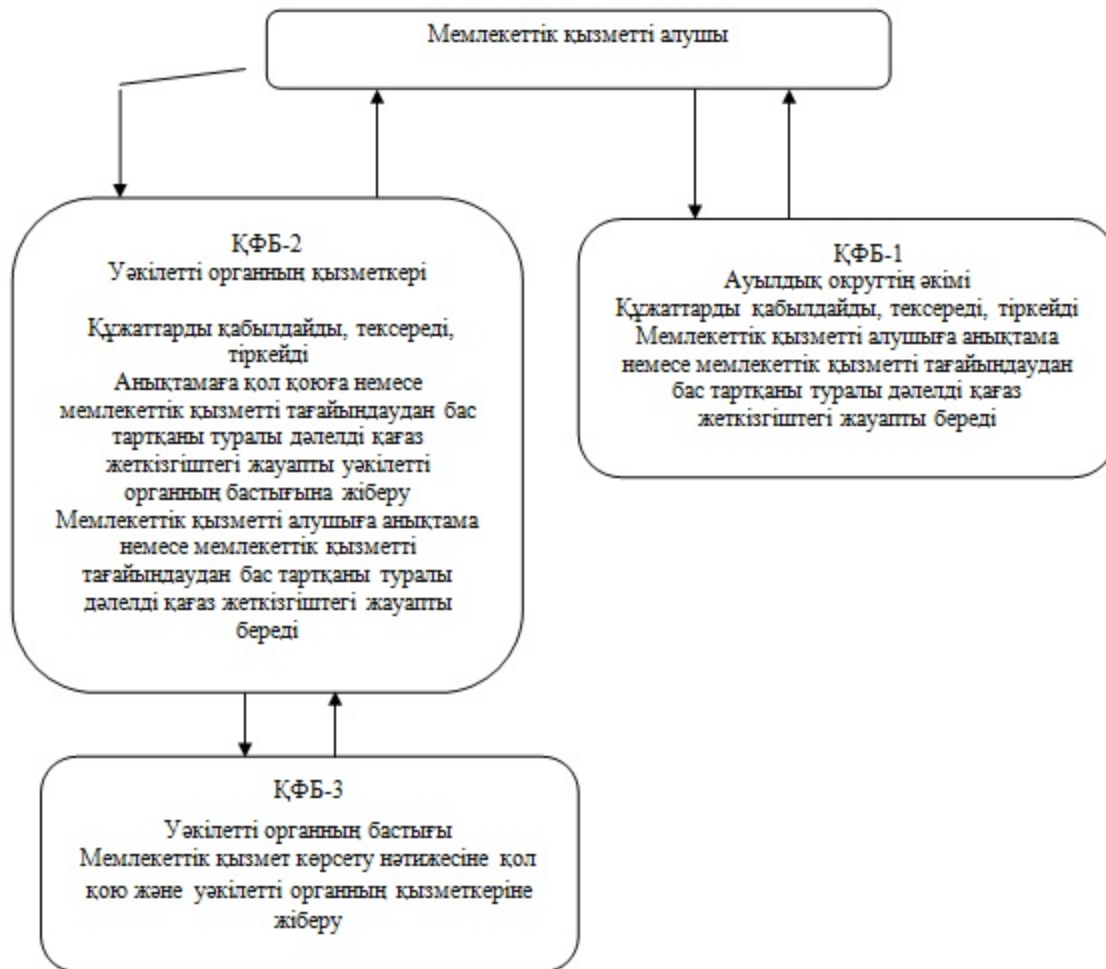 Мемлекеттік қызметті алушы
ҚФБ-2
Уәкілетті органның қызметкері
Құжаттарды қабылдайды, тексереді,
тіркейді
Анықтамаға қол қоюға немесе
мемлекеттік қызметті тағайындаудан бас
тартқаны туралы дәлелді қағаз
жеткізгіштегі жауапты уәкілетті
органның бастығына жіберу
Мемлекеттік қызметті алушыға анықтама
немесе мемлекеттік қызметті
тағайындаудан бас тартқаны туралы
дәлелді қағаз жеткізгіштегі жауапты
береді
ҚФБ-1
Ауылдық округтің әкімі
Құжаттарды қабылдайды, тексереді, тіркейді
Мемлекеттік қызметті алушыға анықтама
немесе мемлекеттік қызметті тағайындаудан
бас тартқаны туралы дәлелді қағаз
жеткізгіштегі жауапты береді
ҚФБ-3
Уәкілетті органның бастығы
Мемлекеттік қызмет көрсету нәтижесіне қол
қою және уәкілетті органның қызметкеріне
жіберу